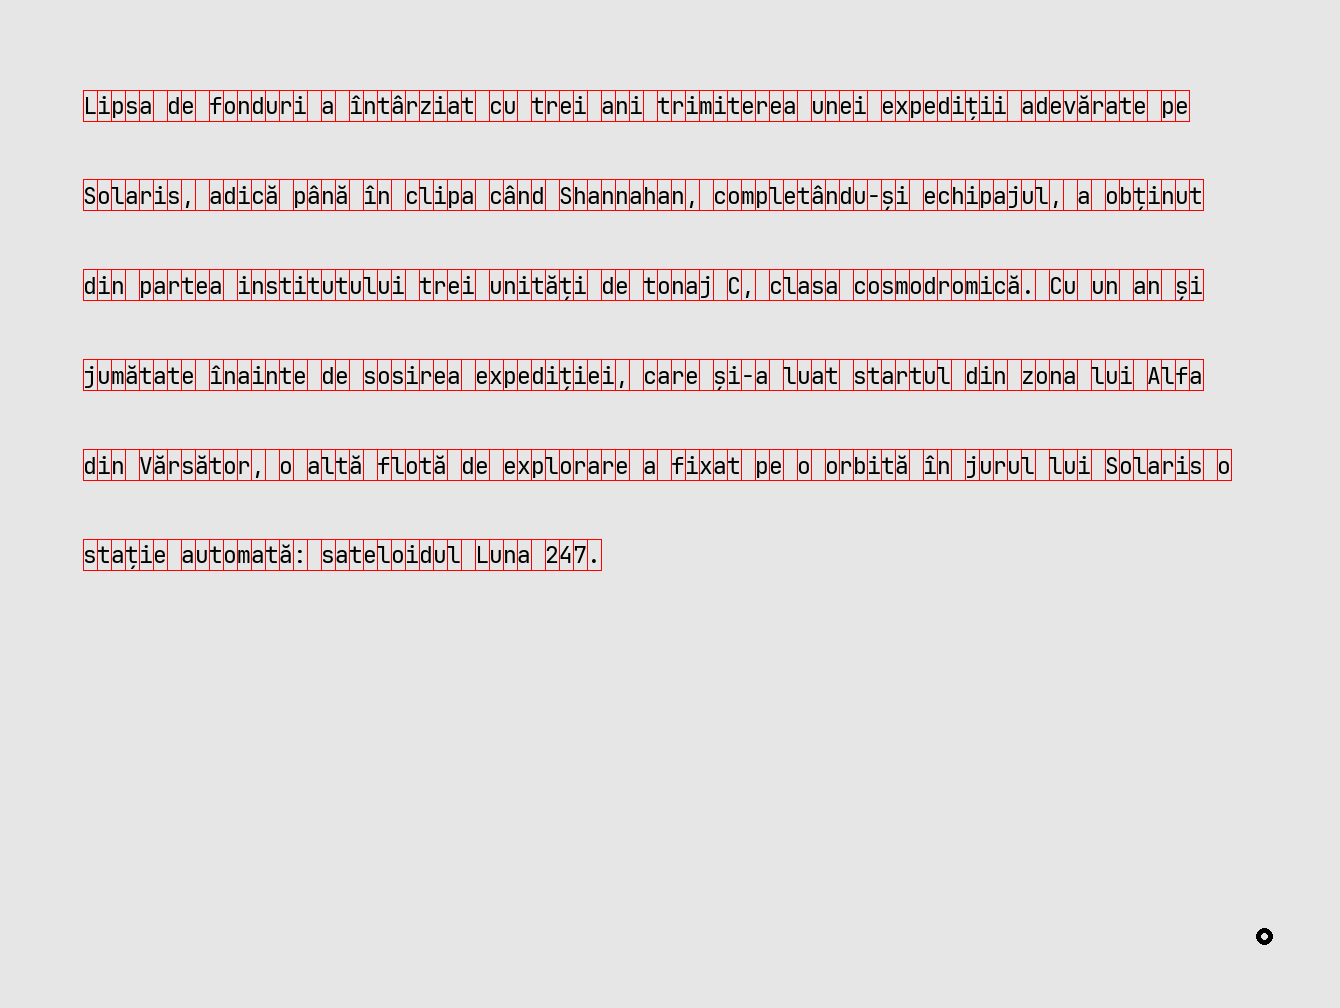 Lipsa de fonduri a întârziat cu trei ani trimiterea unei expediții adevărate pe
Solaris, adică până în clipa când Shannahan, completându-și echipajul, a obținut
din partea institutului trei unități de tonaj C, clasa cosmodromică. Cu un an și
jumătate înainte de sosirea expediției, care și-a luat startul din zona lui Alfa
din Vărsător, o altă flotă de explorare a fixat pe o orbită în jurul lui Solaris o
stație automată: sateloidul Luna 247.